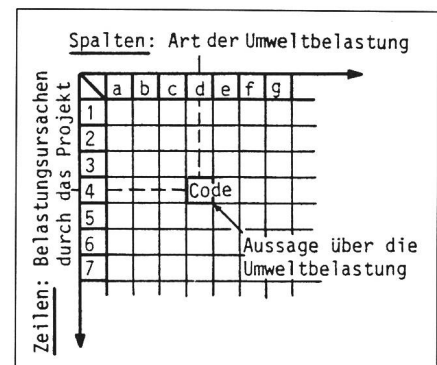 Spalten: Art der Umweltbelastung
a b c d e f g
Zeilen: Belastungsursachen
durch das Projekt
1
2
3
4 Code
5
6
7
Aussage über die
Umweltbelastung